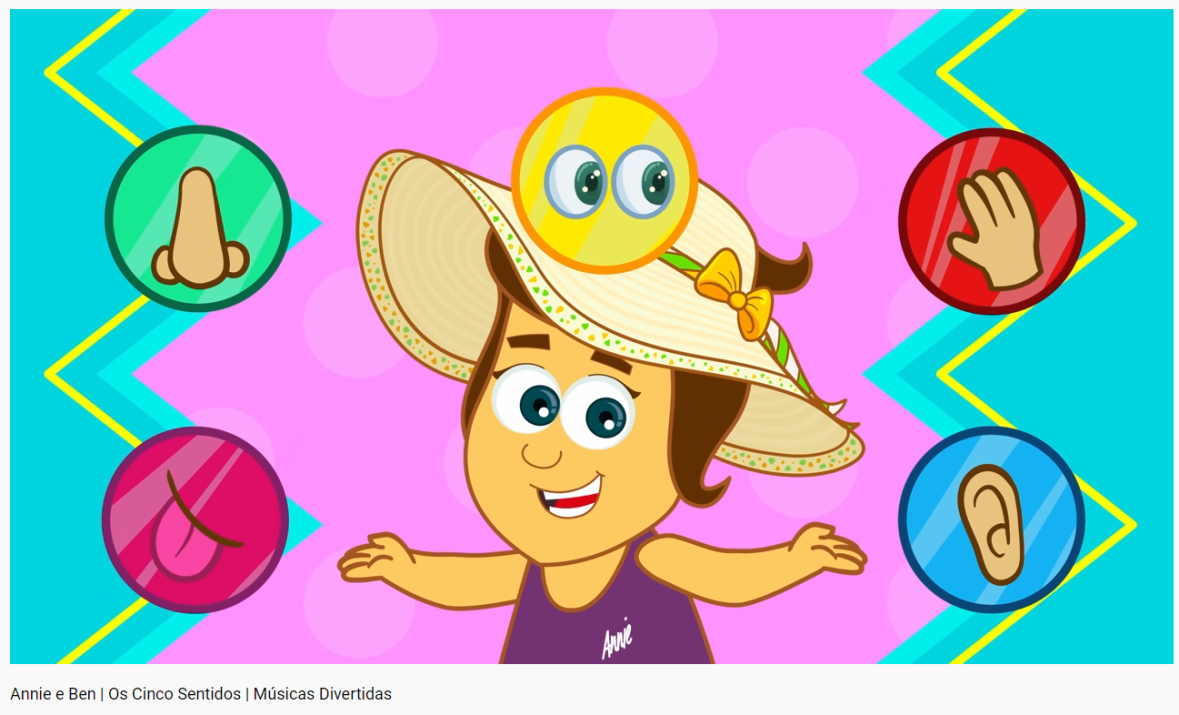 Annie
Annie e Ben | Os Cinco Sentidos | Músicas Divertidas